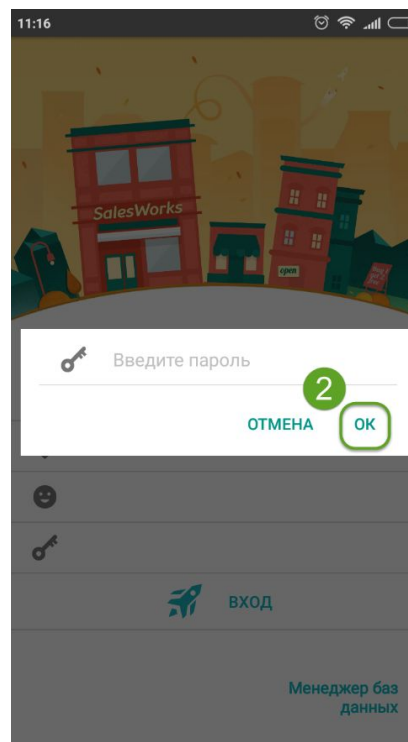 11:16
SalesWorks
open
Введите пароль
2
ОТМЕНА
ОК
ВХОД
Менеджер баз
данных